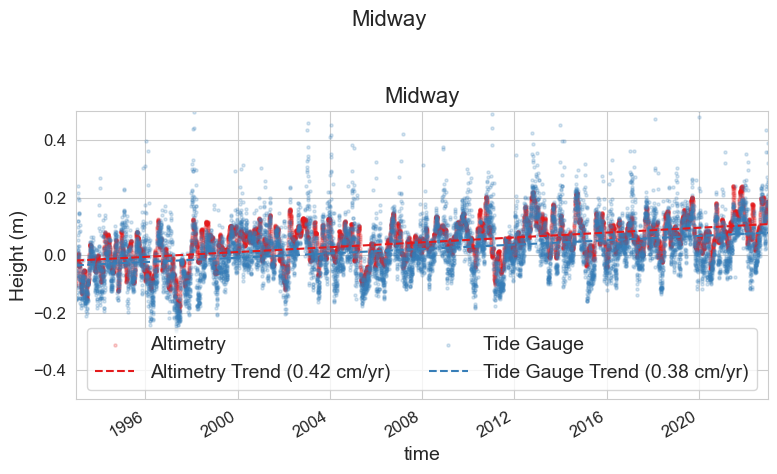 Midway
Midway
Height (m)
0.4
0.2
0.0
−0.2
−0.4
Altimetry
Altimetry Trend (0.42 cm/yr)
Tide Gauge
Tide Gauge Trend (0.38 cm/yr)
1996
2000
2004
2008
2012
2016
2020
time